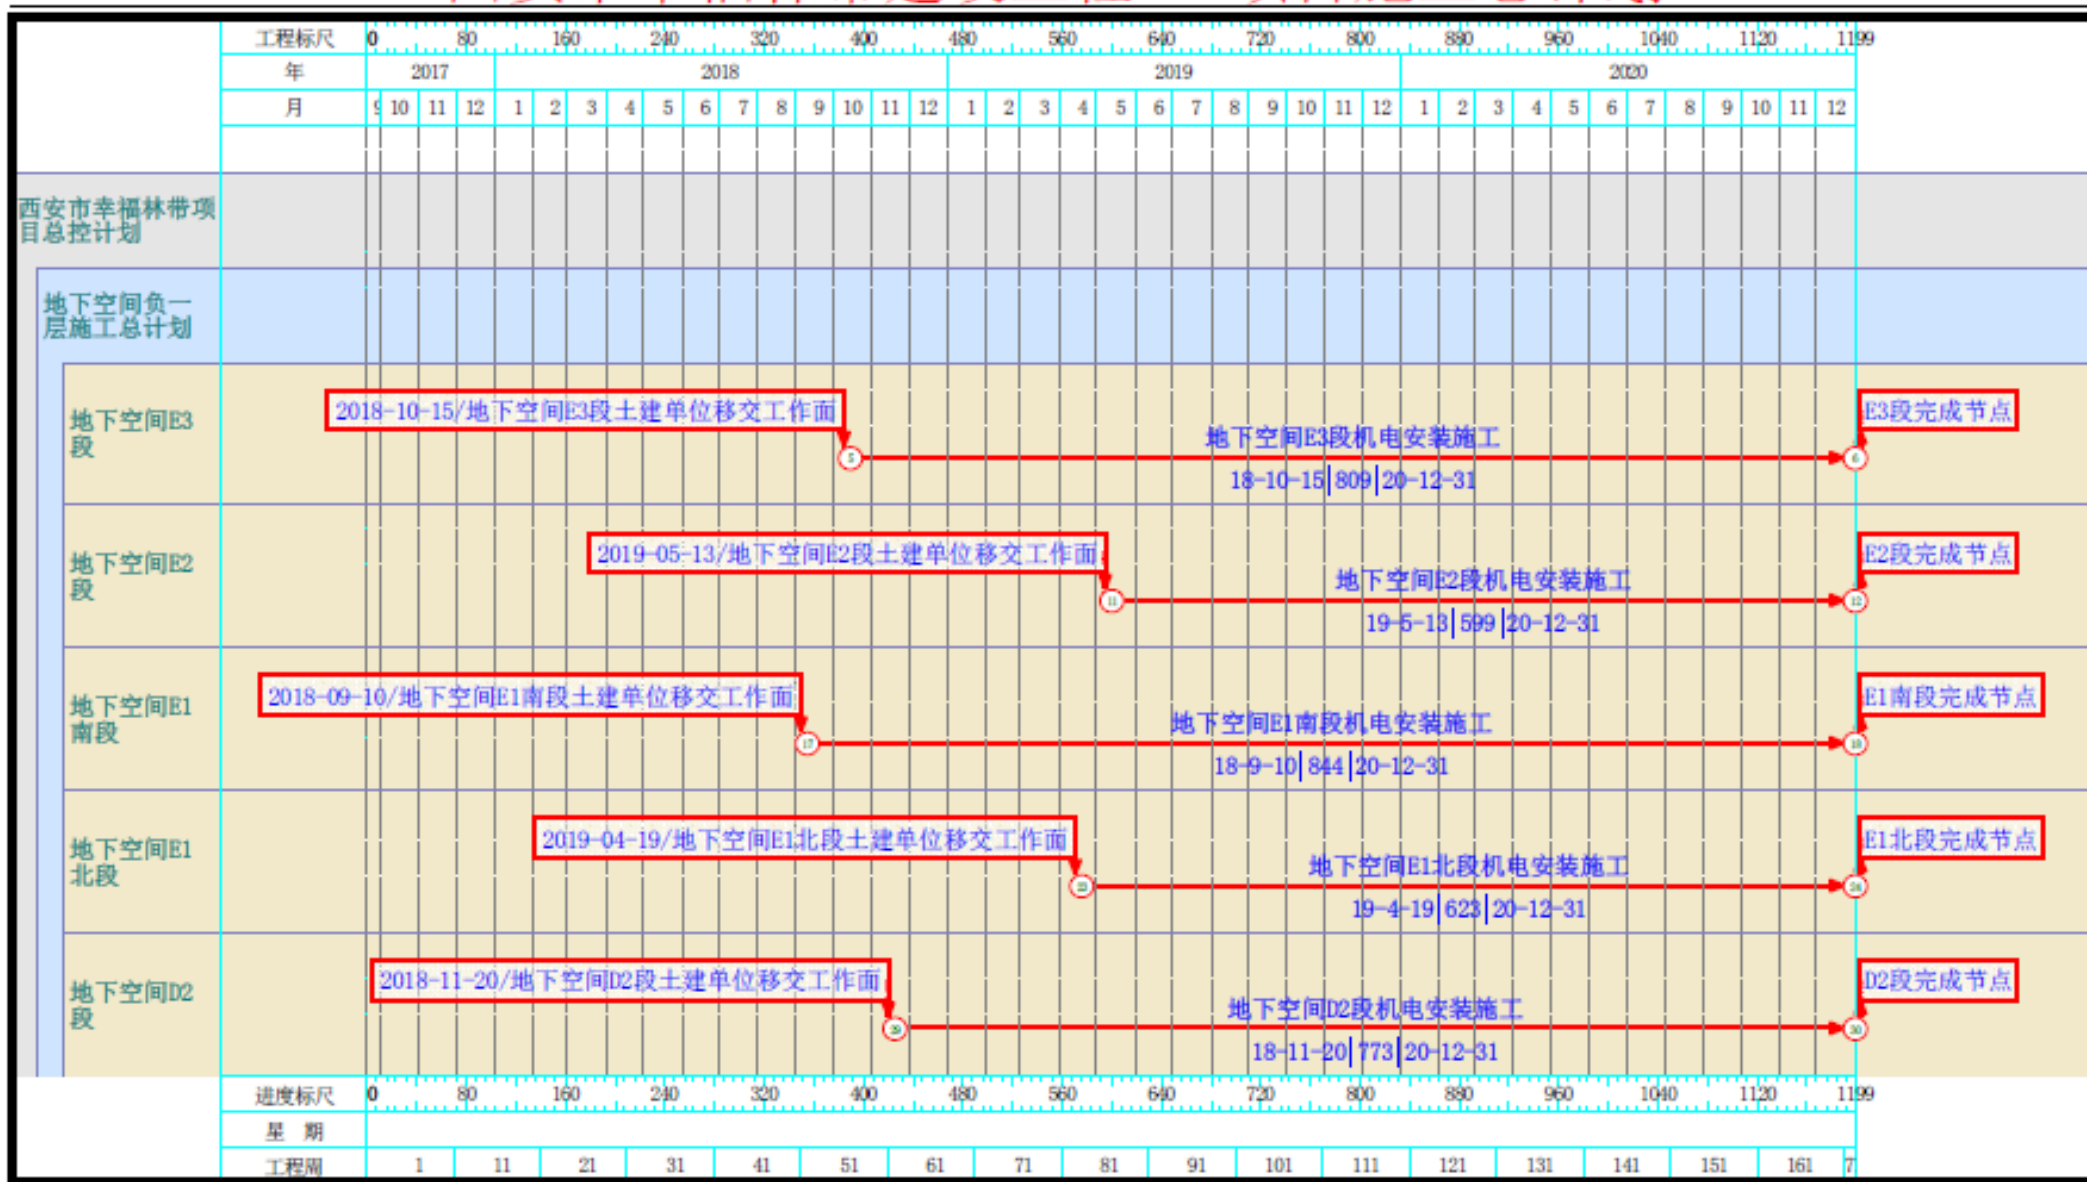 工程标尺 0 80 160 240 320 400 480 560 640 720 800 880 960 1040 1120 1199
年 2017 2018 2019 2020
月 9 10 11 12 1 2 3 4 5 6 7 8 9 10 11 12 1 2 3 4 5 6 7 8 9 10 11 12 1 2 3 4 5 6 7 8 9 10 11 12
西安市幸福林带项
目总控计划
地下空间负一
层施工总计划
地下空间E3
段
2018-10-15/地下空间E3段土建单位移交工作面
E3段完成节点
地下空间E3段机电安装施工
5
6
18-10-15|809|20-12-31
地下空间E2
段
2019-05-13/地下空间E2段土建单位移交工作面
E2段完成节点
地下空间E2段机电安装施工
11
12
19-5-13|599|20-12-31
地下空间E1
南段
2018-09-10/地下空间E1南段土建单位移交工作面
E1南段完成节点
地下空间E1南段机电安装施工
17
18
18-9-10|844|20-12-31
地下空间E1
北段
2019-04-19/地下空间E1北段土建单位移交工作面
E1北段完成节点
地下空间E1北段机电安装施工
19-4-19|623|20-12-31
地下空间D2
段
2018-11-20/地下空间D2段土建单位移交工作面
D2段完成节点
地下空间D2段机电安装施工
29
30
18-11-20|773|20-12-31
进度标尺 0 80 160 240 320 400 480 560 640 720 800 880 960 1040 1120 1199
星 期
工程周 1 11 21 31 41 51 61 71 81 91 101 111 121 131 141 151 161